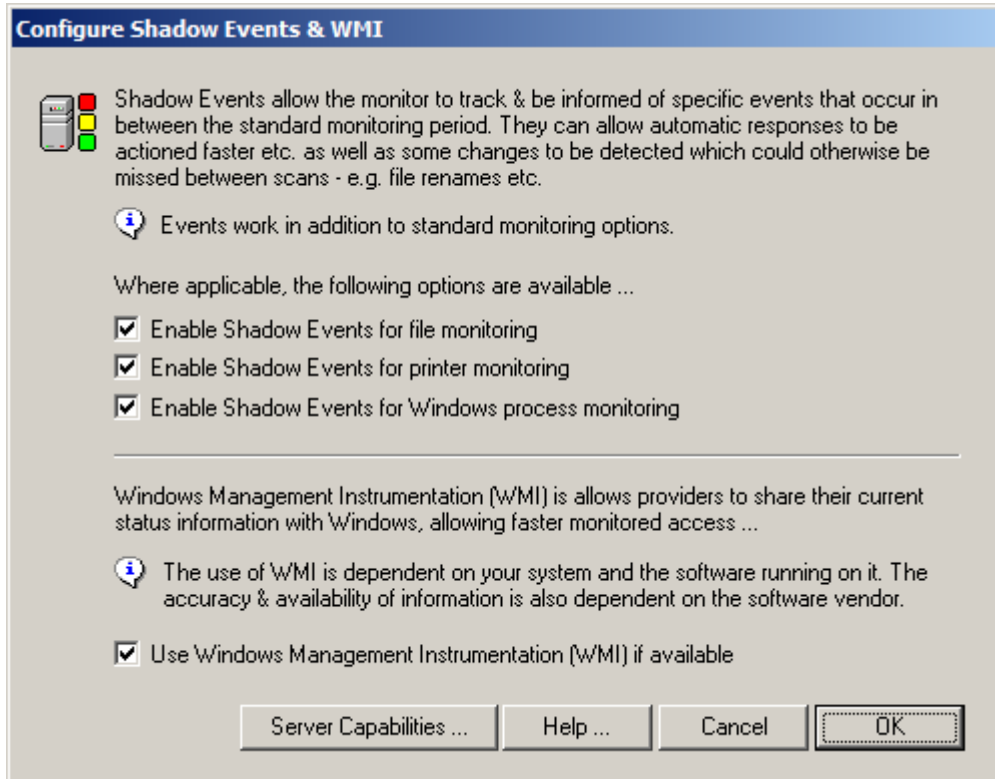 Configure Shadow Events & WMI
Shadow Events allow the monitor to track & be informed of specific events that occur in
between the standard monitoring period. They can allow automatic responses to be
actioned faster etc. as well as some changes to be detected which could otherwise be
missed between scans - e.g. file renames etc.
Events work in addition to standard monitoring options.
Where applicable, the following options are available ...
Enable Shadow Events for file monitoring
Enable Shadow Events for printer monitoring
Enable Shadow Events for Windows process monitoring
Windows Management Instrumentation (WMI) is allows providers to share their current
status information with Windows, allowing faster monitored access ...
The use of WMI is dependent on your system and the software running on it. The
accuracy & availability of information is also dependent on the software vendor.
Use Windows Management Instrumentation (WMI) if available
Server Capabilities ... Help ... Cancel OK